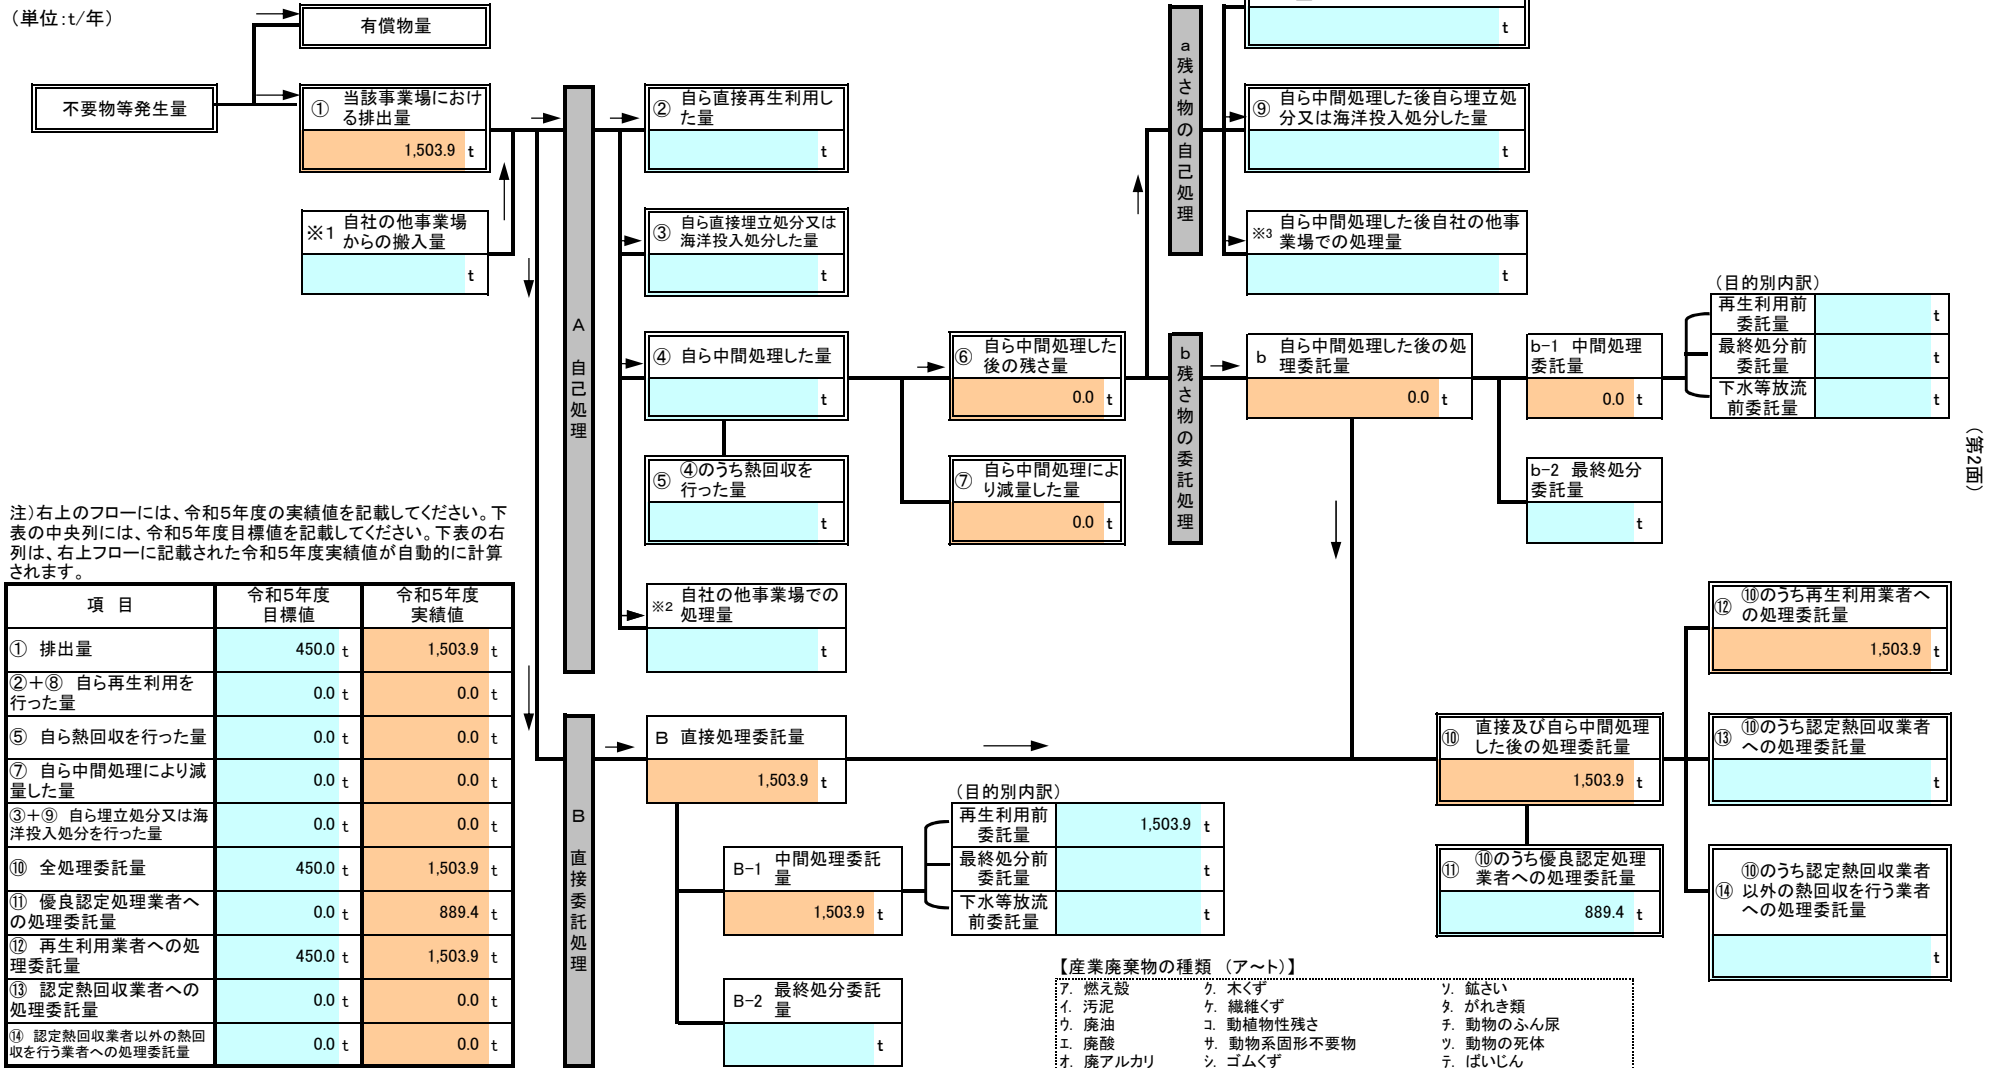 (単位:t/年)
有償物量
不要物等発生量
① 当該事業場におけ
る排出量
1,503.9 t
※1 自社の他事業場
からの搬入量
t
A 自己処理
② 自ら直接再生利用し
た量
t
③ 自ら直接埋立処分又は
海洋投入処分した量
t
④ 自ら中間処理した量
t
⑤ ④のうち熱回収を
行った量
t
※2 自社の他事業場での
処理量
t
⑥ 自ら中間処理した
後の残さ量
0.0 t
⑦ 自ら中間処理によ
り減量した量
0.0 t
a 残さ物の自己処理
t
⑨ 自ら中間処理した後自ら埋立処
分又は海洋投入処分した量
t
※3 自ら中間処理した後自社の他事
業場での処理量
t
b 残さ物の委託処理
b 自ら中間処理した後の処
理委託量
0.0 t
b-1 中間処理
委託量
0.0 t
b-2 最終処分
委託量
t
(目的別内訳)
再生利用前
委託量
t
最終処分前
委託量
t
下水等放流
前委託量
t
(第2面)
注)右上のフローには、令和5年度の実績値を記載してください。下
表の中央列には、令和5年度目標値を記載してください。下表の右
列は、右上フローに記載された令和5年度実績値が自動的に計算
されます。
項 目 令和5年度 目標値 令和5年度 実績値
① 排出量 450.0 t 1,503.9 t
②+⑧ 自ら再生利用を
行った量 0.0 t 0.0 t
⑤ 自ら熱回収を行った量 0.0 t 0.0 t
⑦ 自ら中間処理により減
量した量 0.0 t 0.0 t
③+⑨ 自ら埋立処分又は海
洋投入処分を行った量 0.0 t 0.0 t
⑩ 全処理委託量 450.0 t 1,503.9 t
⑪ 優良認定処理業者へ
の処理委託量 0.0 t 889.4 t
⑫ 再生利用業者への処
理委託量 450.0 t 1,503.9 t
⑬ 認定熱回収業者への
処理委託量 0.0 t 0.0 t
⑭ 認定熱回収業者以外の熱回
収を行う業者への処理委託量 0.0 t 0.0 t
B 直接委託処理
B 直接処理委託量
1,503.9 t
B-1 中間処理委託
量
1,503.9 t
B-2 最終処分委託
量
t
(目的別内訳)
再生利用前
委託量
1,503.9 t
最終処分前
委託量
t
下水等放流
前委託量
t
⑩ 直接及び自ら中間処理
した後の処理委託量
1,503.9 t
⑪ ⑩のうち優良認定処理
業者への処理委託量
889.4 t
⑫ ⑩のうち再生利用業者へ
の処理委託量
1,503.9 t
⑬ ⑩のうち認定熱回収業者
への処理委託量
t
⑭ ⑩のうち認定熱回収業者
以外の熱回収を行う業者
への処理委託量
t
【産業廃棄物の種類 (ア~ト)】
ア. 燃え殻 ク. 木くず ソ. 鉱さい
イ. 汚泥 ケ. 繊維くず タ. がれき類
ウ. 廃油 コ. 動植物性残さ チ. 動物のふん尿
エ. 廃酸 サ. 動物系固形不要物 ツ. 動物の死体
オ. 廃アルカリ シ. ゴムくず テ. ばいじん